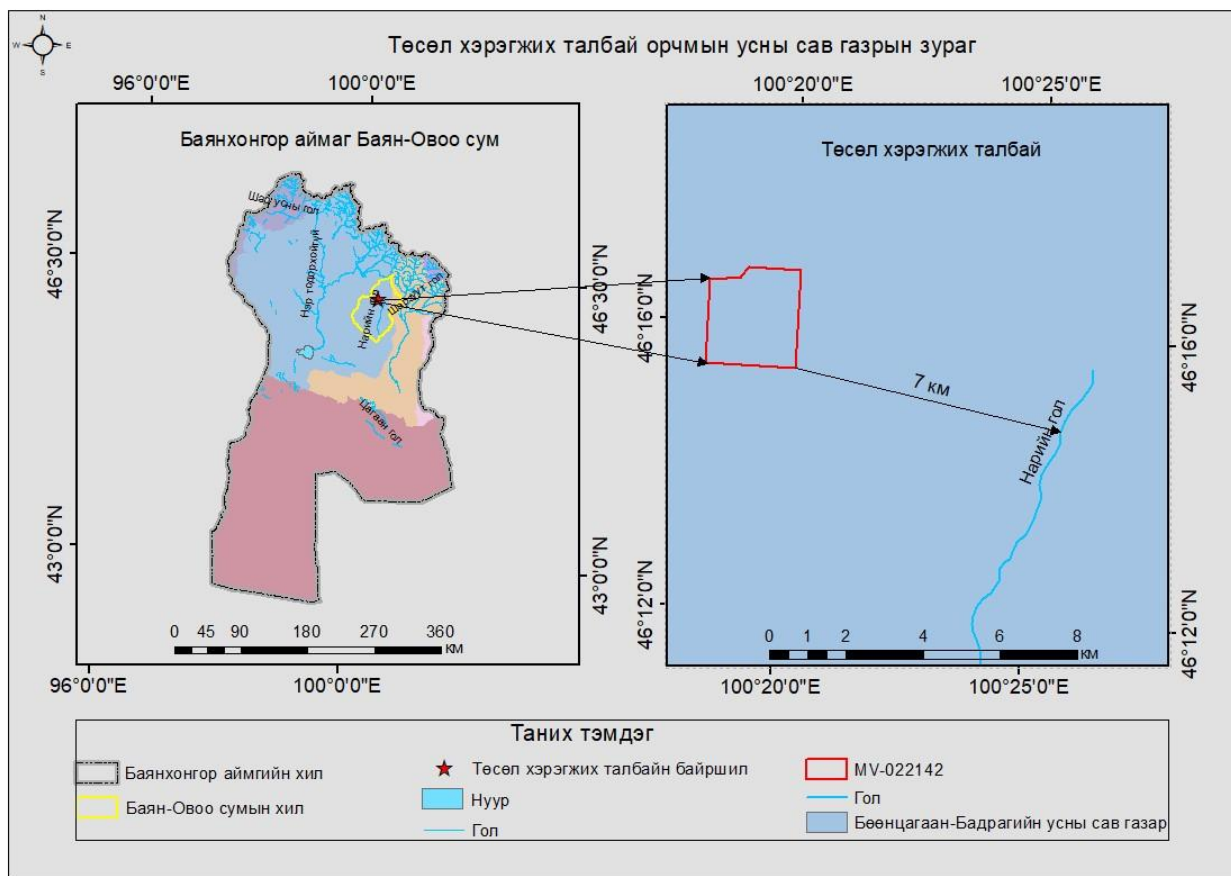 N
W E
S
Төсөл хэрэгжих талбай орчмын усны сав газрын зураг
96°0'0"E 100°0'0"E
100°20'0"E 100°25'0"E
Баянхонгор аймаг Баян-Овоо сум
Шар усны гол
Нар тодорхойгүй
Нарийн гол
Шаргалжуут гол
Цагаан гол
46°30'0"N
43°0'0"N
46°30'0"N
43°0'0"N
0 45 90 180 270 360
КМ
96°0'0"E 100°0'0"E
Төсөл хэрэгжих талбай
7 км
Нарийн гол
46°16'0"N
46°12'0"N
46°16'0"N
46°12'0"N
0 1 2 4 6 8
КМ
100°20'0"E 100°25'0"E
Таних тэмдэг
Баянхонгор аймгийн хил
Баян-Овоо сумын хил
Төсөл хэрэгжих талбайн байршил
Нуур
Гол
MV-022142
Гол
Бөөнцагаан-Бадрагийн усны сав газар